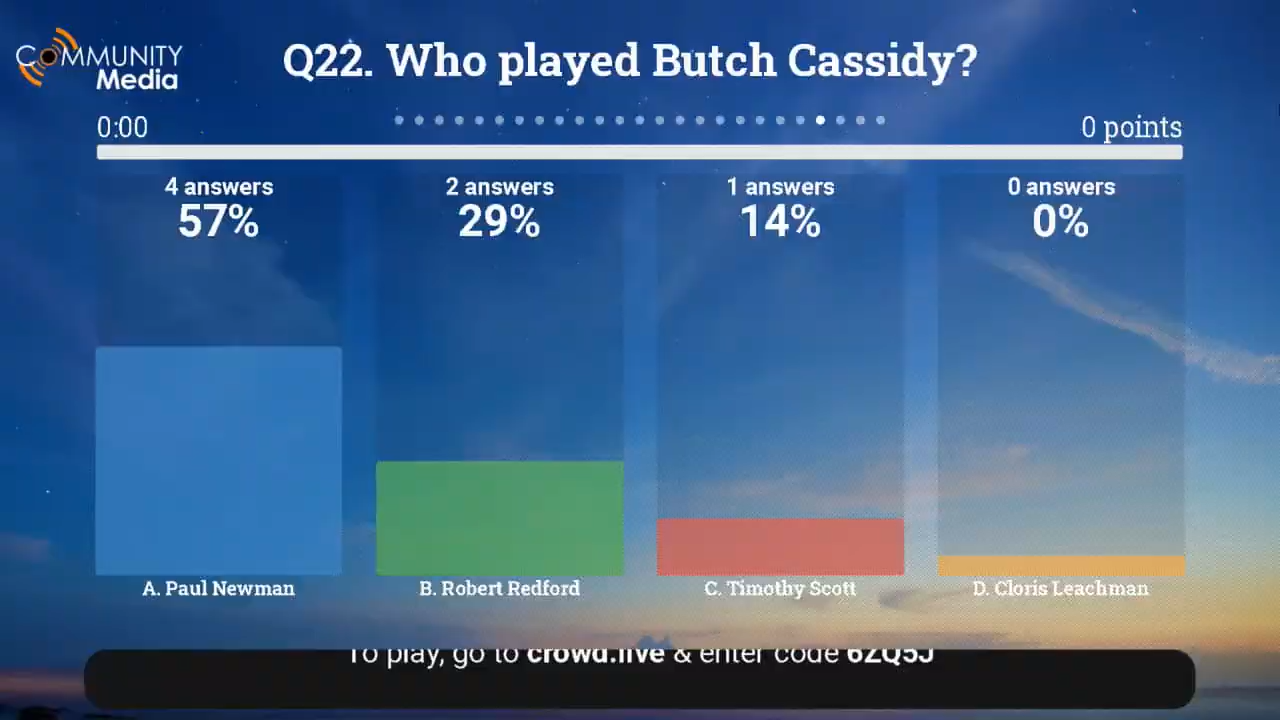 COMMUNITY
Media
Q22. Who played Butch Cassidy?
0:00
0 points
4 answers
57%
2 answers
29%
1 answers
14%
0 answers
0%
A. Paul Newman
B. Robert Redford
C. Timothy Scott
D. Cloris Leachman
To play, go to crowd.live & enter code 6ZQ5J